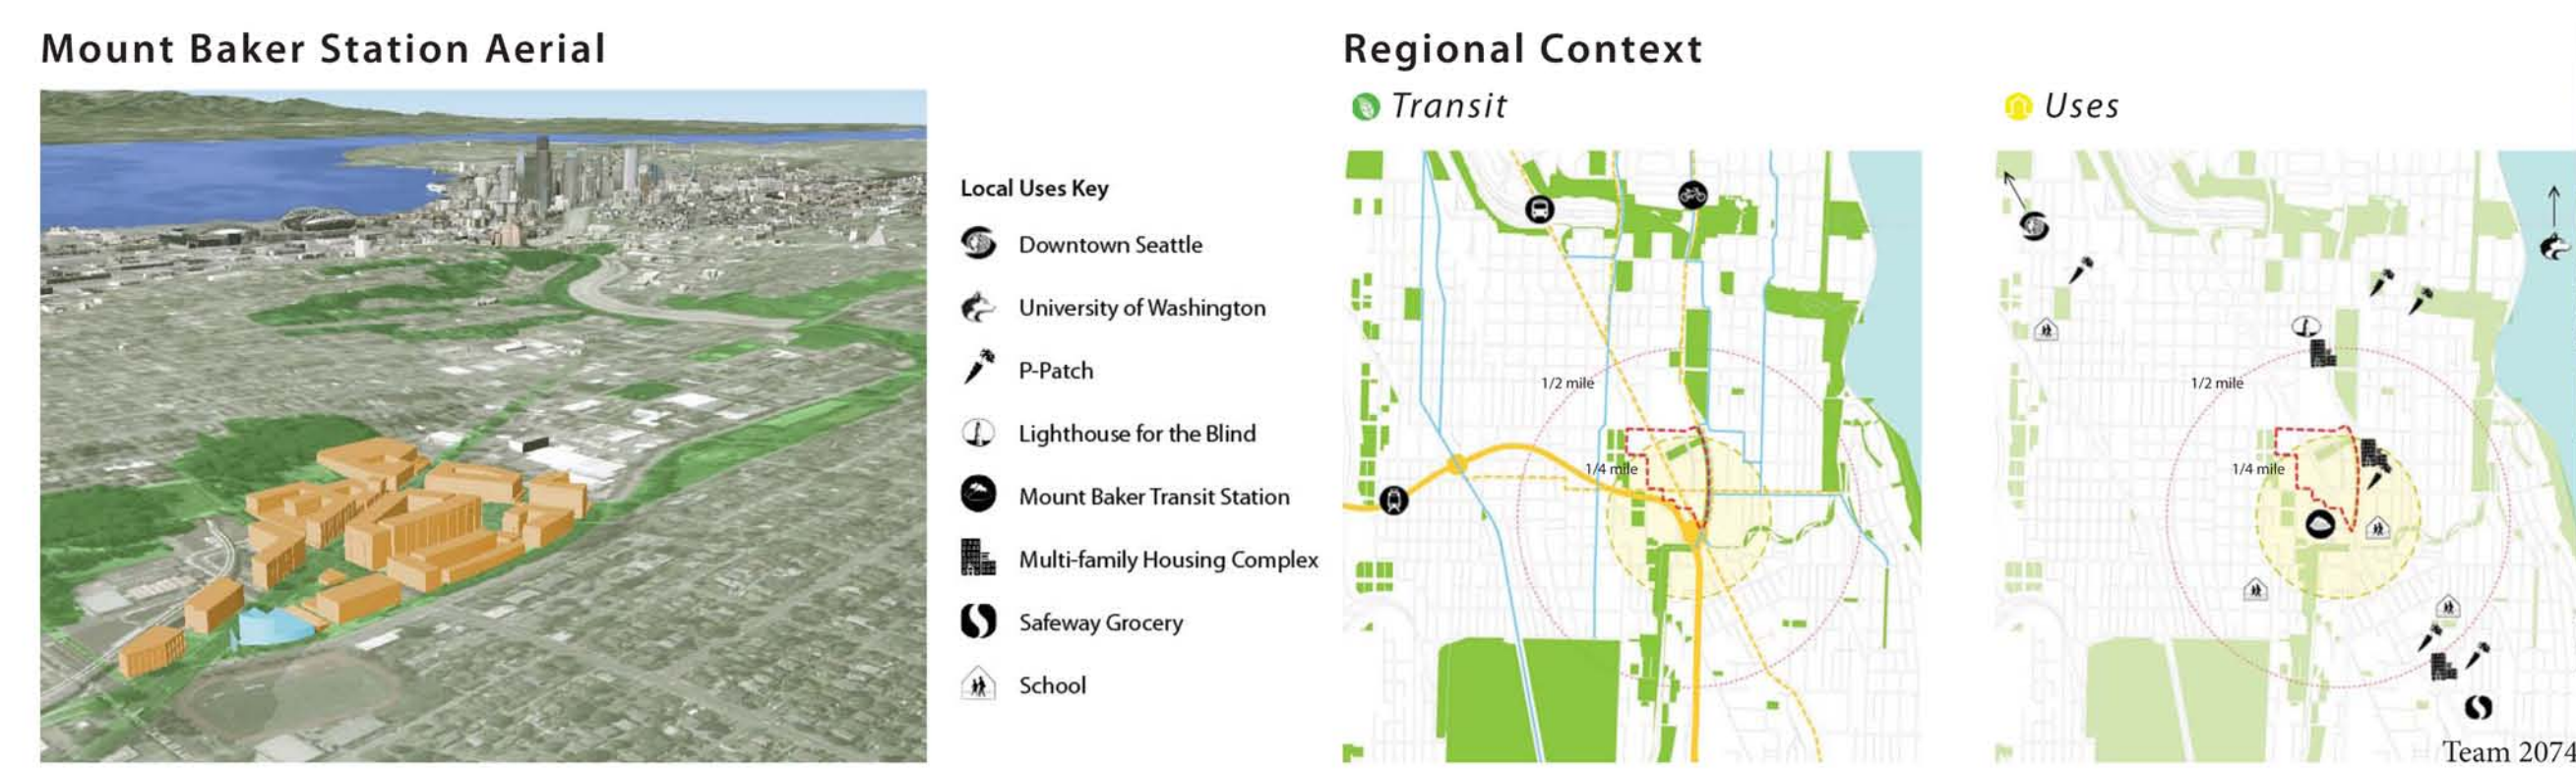 Mount Baker Station Aerial
Local Uses Key
Downtown Seattle
University of Washington
P-Patch
Lighthouse for the Blind
Mount Baker Transit Station
Multi-family Housing Complex
Safeway Grocery
School
Regional Context
Transit
1/2 mile
1/4 mile
Uses
1/2 mile
1/4 mile
Team 2074